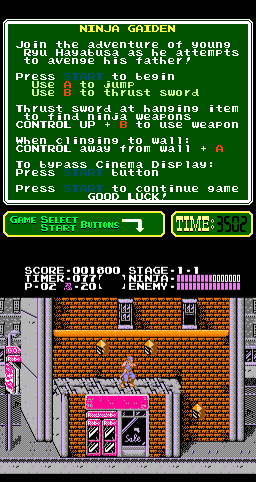 NINJA GAIDEN
Join the adventure of young
Ryu Hayabusa as he attempts
to avenge his father!
Press START to begin
Use A to jump
Use B to thrust sword
Thrust sword at hanging item
to find ninja weapons
CONTROL UP + B to use weapon
When clinging to wall:
CONTROL away from wall + A
To bypass Cinema Display:
Press START button
Press START to continue game
GOOD LUCK!
GAME SELECT
START BUTTONS
TIME: 3502
SCORE-001000 STAGE-1-1
TIMER-077 NINJA-
P-02 -20 ENEMY-
Sale